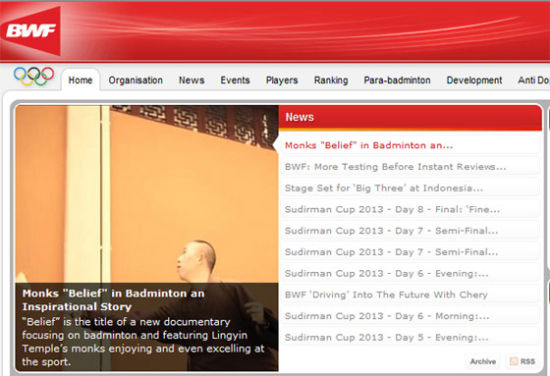 BWF
Home Organisation News Events Players Ranking Para-badminton Development Anti Do
News
Monks "Belief" in Badminton an...
BWF: More Testing Before Instant Reviews...
Stage Set for 'Big Three' at Indonesia...
Sudirman Cup 2013 - Day 8 - Final: 'Fine...
Sudirman Cup 2013 - Day 7 - Semi-Final...
Sudirman Cup 2013 - Day 7 - Semi-Final...
Sudirman Cup 2013 - Day 6 - Evening:...
BWF 'Driving' Into The Future With Chery
Sudirman Cup 2013 - Day 6 - Morning:...
Sudirman Cup 2013 - Day 5 - Evening:...
Archive RSS
Monks "Belief" in Badminton an
Inspirational Story
"Belief" is the title of a new documentary
focusing on badminton and featuring Lingyin
Temple's monks enjoying and even excelling at
the sport.